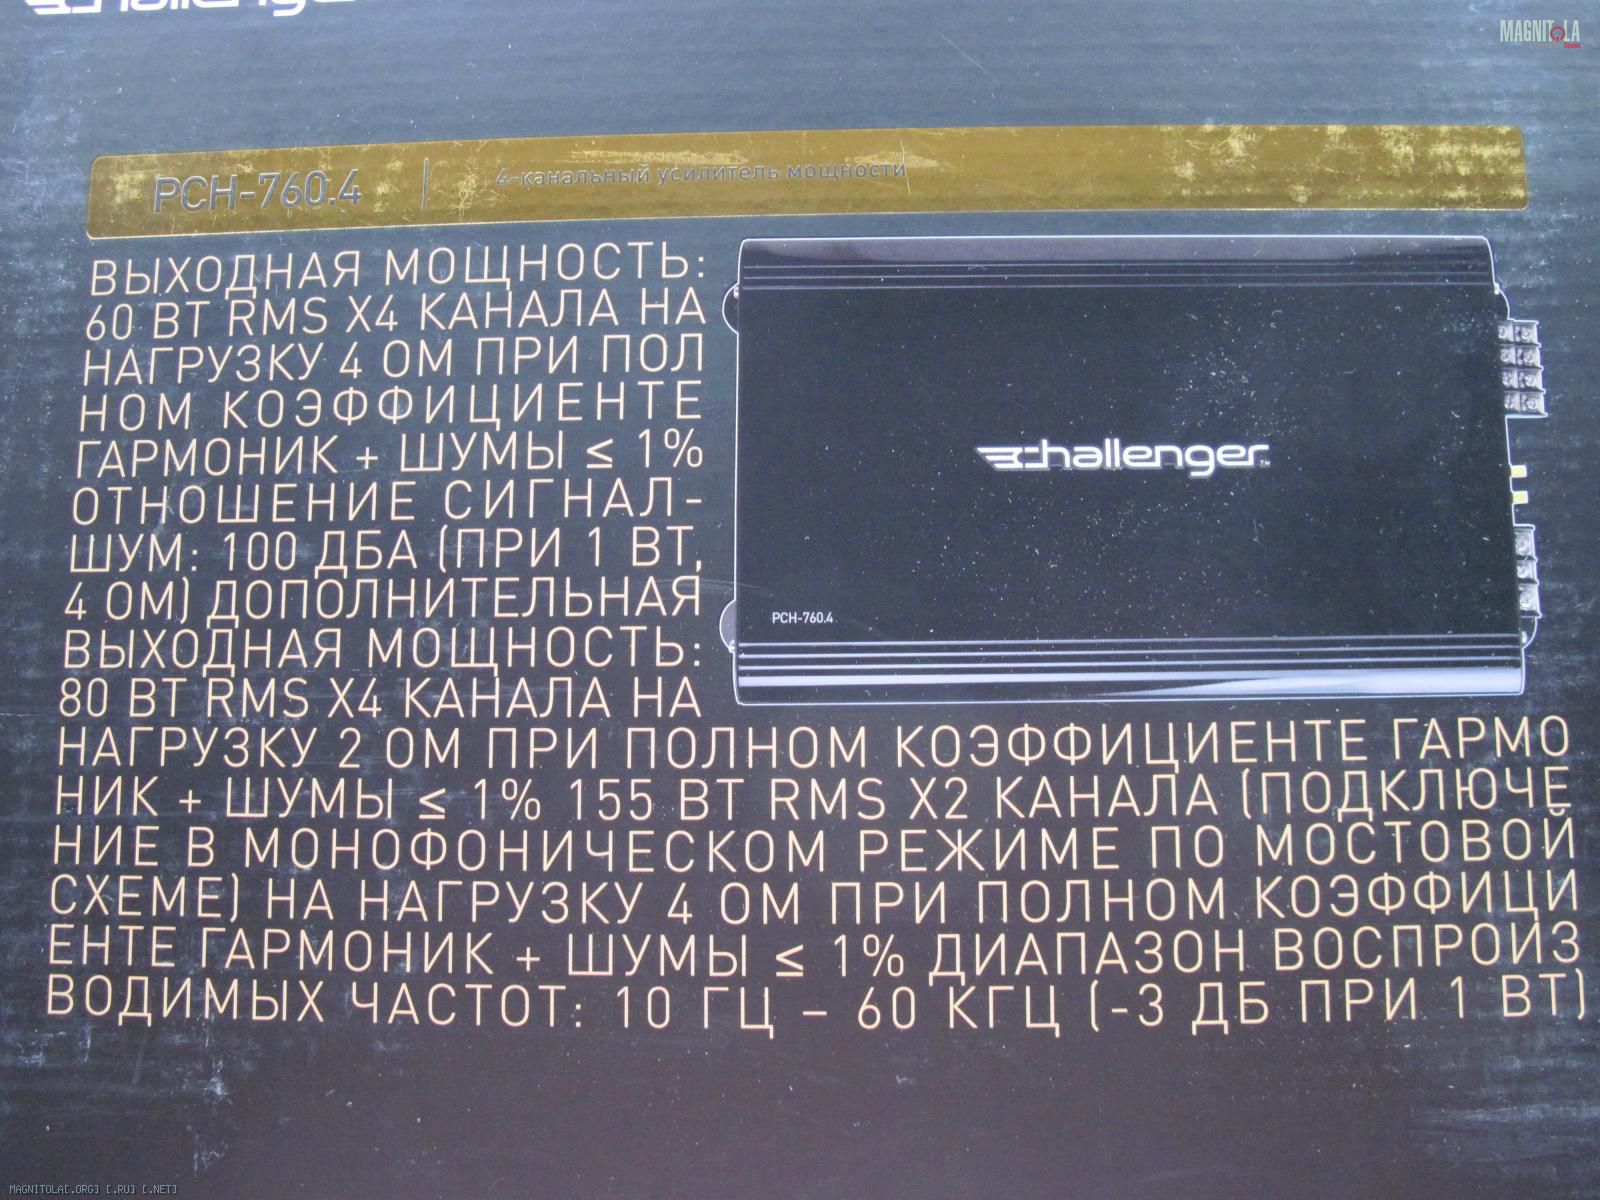 challenger
MAGNITOLA
PCH-760.4
4-канальный усилитель мощности
ВЫХОДНАЯ МОЩНОСТЬ:
60 ВТ RMS X4 КАНАЛА НА
НАГРУЗКУ 4 ОМ ПРИ ПОЛ
НОМ КОЭФФИЦИЕНТЕ
ГАРМОНИК + ШУМЫ ≤ 1%
ОТНОШЕНИЕ СИГНАЛ-
ШУМ: 100 ДБА (ПРИ 1 ВТ,
4 ОМ) ДОПОЛНИТЕЛЬНАЯ
ВЫХОДНАЯ МОЩНОСТЬ:
80 ВТ RMS X4 КАНАЛА НА
НАГРУЗКУ 2 ОМ ПРИ ПОЛНОМ КОЭФФИЦИЕНТЕ ГАРМО
НИК + ШУМЫ ≤ 1% 155 ВТ RMS X2 КАНАЛА (ПОДКЛЮЧЕ
НИЕ В МОНОФОНИЧЕСКОМ РЕЖИМЕ ПО МОСТОВОЙ
СХЕМЕ) НА НАГРУЗКУ 4 ОМ ПРИ ПОЛНОМ КОЭФФИЦИ
ЕНТЕ ГАРМОНИК + ШУМЫ ≤ 1% ДИАПАЗОН ВОСПРОИЗ
ВОДИМЫХ ЧАСТОТ: 10 ГЦ – 60 КГЦ (-3 ДБ ПРИ 1 ВТ)
challenger™
PCH-760.4
MAGNITOLA[.ORG] [.RU] [.NET]